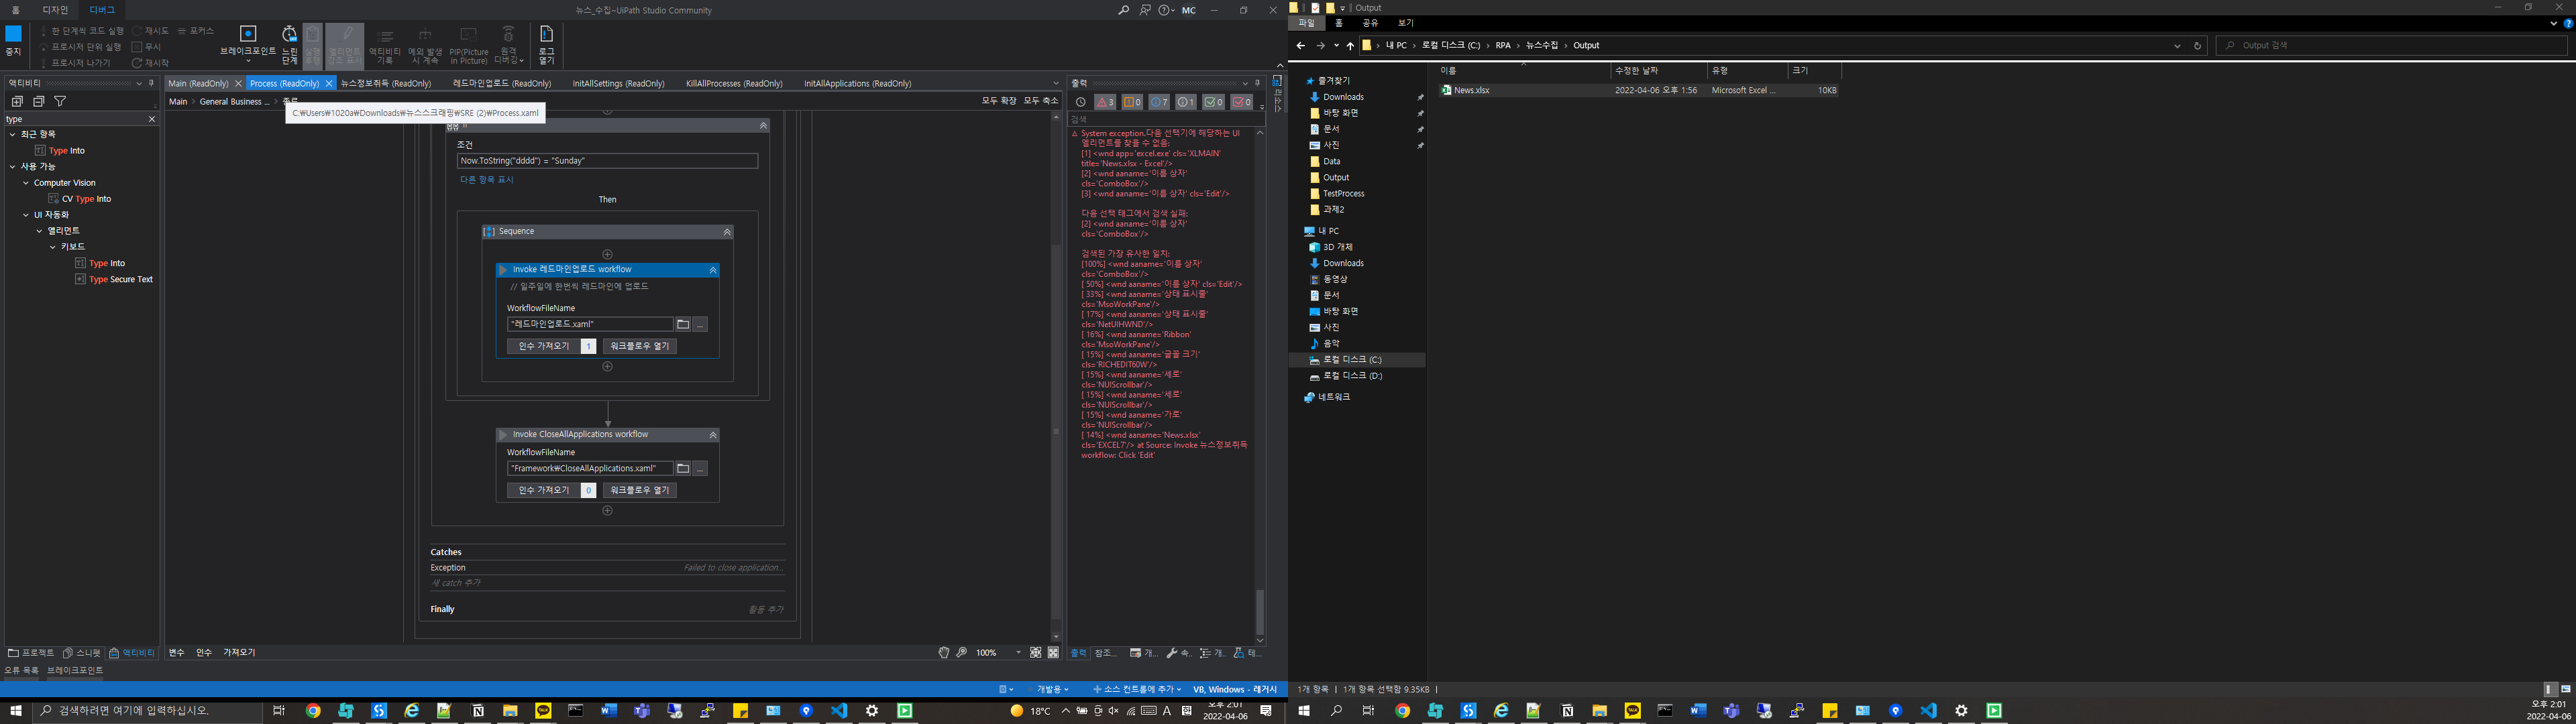 홈 디자인 디버그
뉴스_수집~UiPath Studio Community
MC
중지
한 단계씩 코드 실행
프로시저 단위 실행
프로시저 나가기
재시도
무시
재시작
포커스
브레이크포인트
느린 단계
실행 추적
엘리먼트 강조 표시
액티비티 기록
예외 발생 시 계속
PiP(Picture in Picture)
원격 디버깅
로그 열기
액티비티
type
최근 항목
Type Into
사용 가능
Computer Vision
CV Type Into
UI 자동화
엘리먼트
키보드
Type Into
Type Secure Text
프로젝트 스니펫 액티비티
오류 목록 브레이크포인트
Main (ReadOnly) Process (ReadOnly) 뉴스정보취득 (ReadOnly) 레드마인업로드 (ReadOnly) InitAllSettings (ReadOnly) KillAllProcesses (ReadOnly) InitAllApplications (ReadOnly)
Main > General Business ... > 종료
모두 확장 모두 축소
C:₩Users₩1020a₩Downloads₩뉴스스크래핑₩SRE (2)₩Process.xaml
If
조건
Now.ToString("dddd") = "Sunday"
다른 항목 표시
Then
Sequence
Invoke 레드마인업로드 workflow
// 일주일에 한번씩 레드마인에 업로드
WorkflowFileName
"레드마인업로드.xaml"
...
인수 가져오기 1 워크플로우 열기
Invoke CloseAllApplications workflow
WorkflowFileName
"Framework₩CloseAllApplications.xaml"
...
인수 가져오기 0 워크플로우 열기
Catches
Exception Failed to close application...
새 catch 추가
Finally 활동 추가
변수 인수 가져오기
100%
출력
3 0 7 1 0 0
검색
System exception.다음 선택기에 해당하는 UI
엘리먼트를 찾을 수 없음:
[1] <wnd app='excel.exe' cls='XLMAIN'
title='News.xlsx - Excel'/>
[2] <wnd aaname='이름 상자'
cls='ComboBox'/>
[3] <wnd aaname='이름 상자' cls='Edit'/>
다음 선택 태그에서 검색 실패:
[2] <wnd aaname='이름 상자'
cls='ComboBox'/>
검색된 가장 유사한 일치:
[100%] <wnd aaname='이름 상자'
cls='ComboBox'/>
[ 50%] <wnd aaname='이름 상자' cls='Edit'/>
[ 33%] <wnd aaname='상태 표시줄'
cls='MsoWorkPane'/>
[ 17%] <wnd aaname='상태 표시줄'
cls='NetUIHWND'/>
[ 16%] <wnd aaname='Ribbon'
cls='MsoWorkPane'/>
[ 15%] <wnd aaname='글꼴 크기'
cls='RICHEDIT60W'/>
[ 15%] <wnd aaname='세로'
cls='NUIScrollbar'/>
[ 15%] <wnd aaname='세로'
cls='NUIScrollbar'/>
[ 15%] <wnd aaname='가로'
cls='NUIScrollbar'/>
[ 14%] <wnd aaname='News.xlsx'
cls='EXCEL7'/> at Source: Invoke 뉴스정보취득
workflow: Click 'Edit'
출력 참조... 개... 속.. 개.. 테...
개발용 소스 컨트롤에 추가 VB, Windows - 레거시
검색하려면 여기에 입력하십시오.
18°C
A
오후 2:01
2022-04-06
Output
파일 홈 공유 보기
내 PC > 로컬 디스크 (C:) > RPA > 뉴스수집 > Output
Output 검색
이름 수정한 날짜 유형 크기
News.xlsx 2022-04-06 오후 1:56 Microsoft Excel ... 10KB
즐겨찾기
Downloads
바탕 화면
문서
사진
Data
Output
TestProcess
과제2
내 PC
3D 개체
Downloads
동영상
문서
바탕 화면
사진
음악
로컬 디스크 (C:)
로컬 디스크 (D:)
네트워크
1개 항목 1개 항목 선택함 9.35KB
오후 2:01
2022-04-06